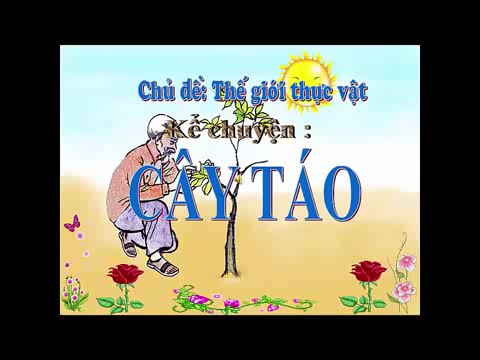 Chủ đề: Thế giới thực vật
Kể chuyện :
CÂY TÁO